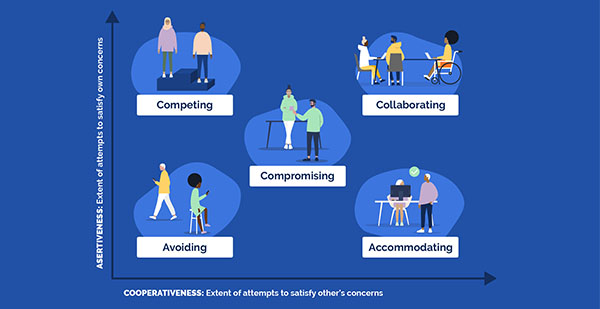 ASERTIVENESS: Extent of attempts to satisfy own concerns
Competing
Collaborating
Compromising
Avoiding
Accommodating
COOPERATIVENESS: Extent of attempts to satisfy other's concerns